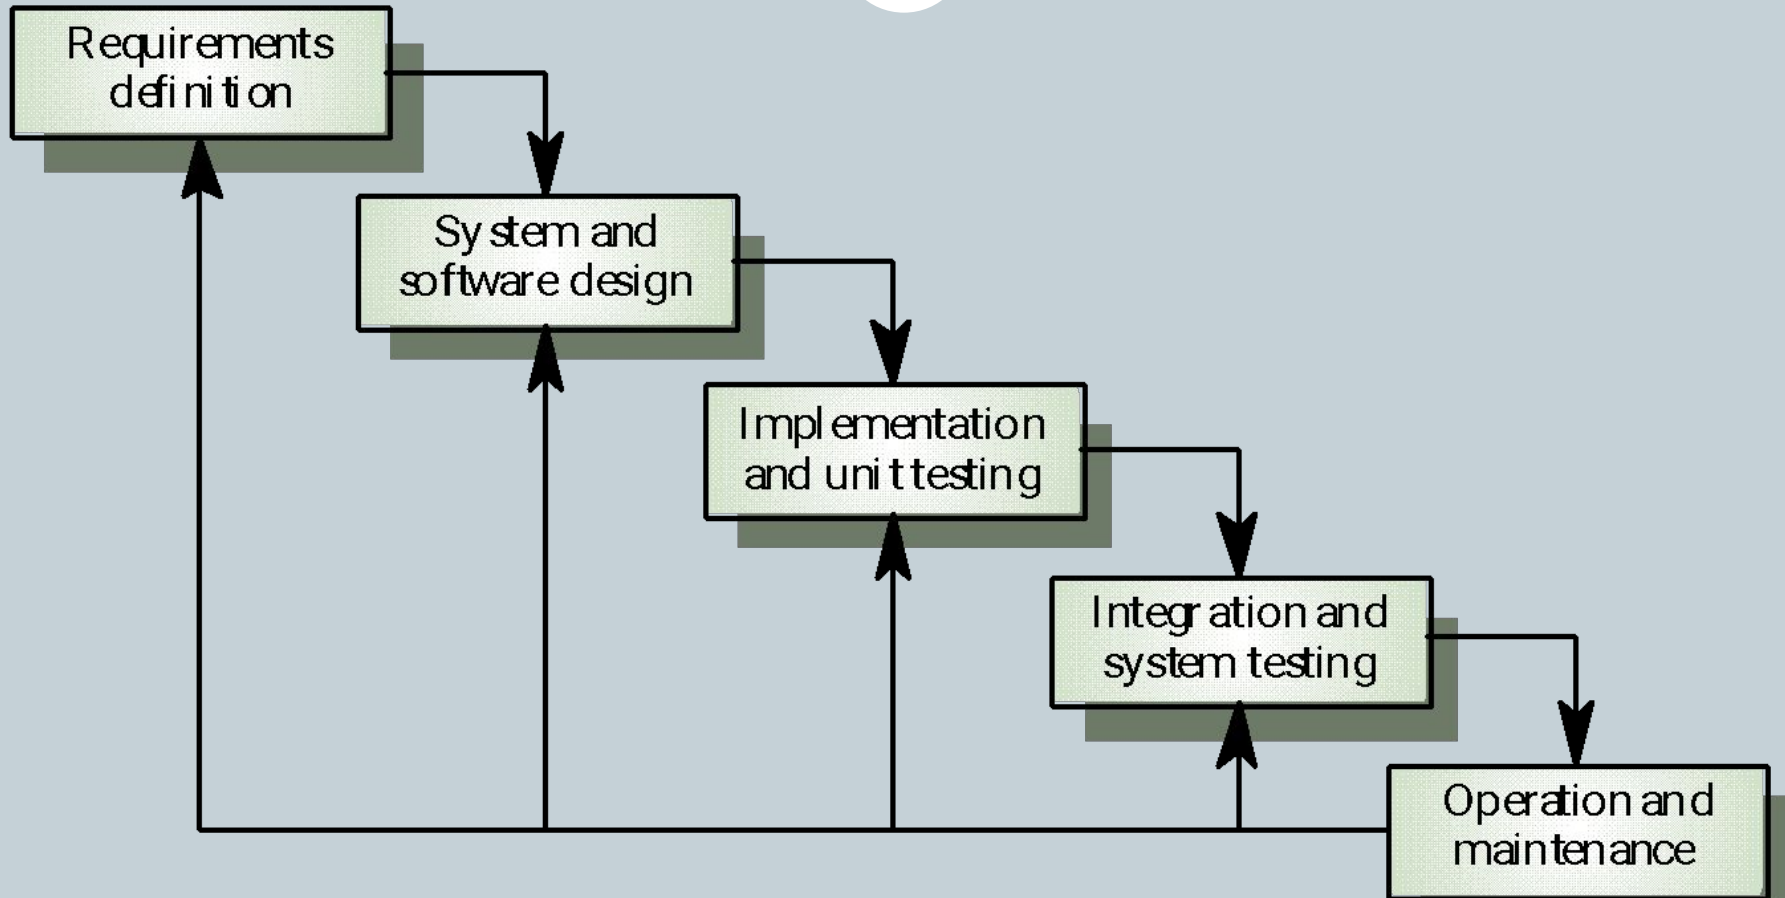 Requirements
definition
System and
software design
Implementation
and unit testing
Integration and
system testing
Operation and
maintenance